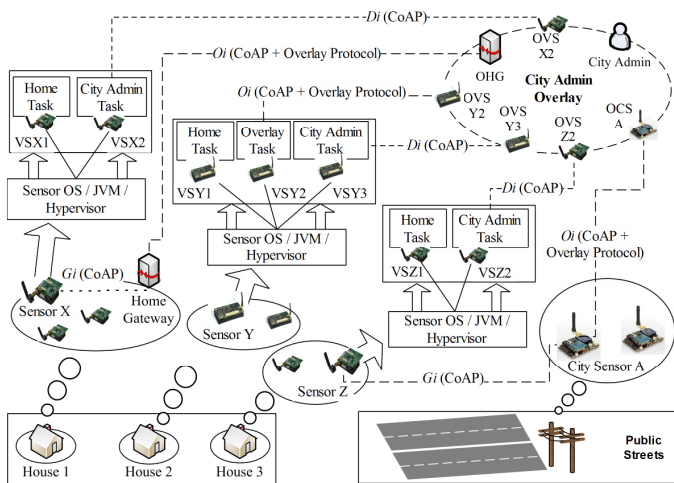 Di (CoAP)
OVS
X2
Oi (CoAP + Overlay Protocol)
OHG
City Admin
City Admin
Overlay
Home
Task
City Admin
Task
VSX1
VSX2
Oi (CoAP + Overlay Protocol)
OVS
Y2
OVS
Y3
OVS
Z2
OCS
A
Home
Task
Overlay
Task
City Admin
Task
Di (CoAP)
VSY1
VSY2
VSY3
Sensor OS / JVM /
Hypervisor
Di (CoAP)
Home
Task
City Admin
Task
Sensor OS / JVM /
Hypervisor
Oi (CoAP +
Overlay Protocol)
VSZ1
VSZ2
Gi (CoAP)
Sensor X
Home
Gateway
Sensor Y
Sensor OS / JVM /
Hypervisor
Sensor Z
Gi (CoAP)
City Sensor A
House 1
House 2
House 3
Public
Streets